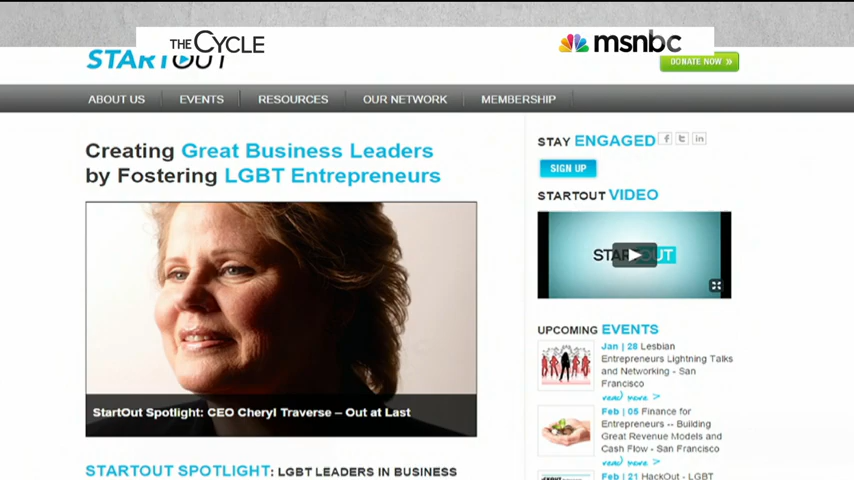 THE CYCLE
msnbc
STARTOUT
DONATE NOW »
ABOUT US
EVENTS
RESOURCES
OUR NETWORK
MEMBERSHIP
Creating Great Business Leaders
by Fostering LGBT Entrepreneurs
StartOut Spotlight: CEO Cheryl Traverse – Out at Last
STARTOUT SPOTLIGHT: LGBT LEADERS IN BUSINESS
STAY ENGAGED
SIGN UP
STARTOUT VIDEO
STARTOUT
UPCOMING EVENTS
Jan | 28 Lesbian
Entrepreneurs Lightning Talks
and Networking - San
Francisco
read more >
Feb | 05 Finance for
Entrepreneurs -- Building
Great Revenue Models and
Cash Flow - San Francisco
read more >
Feb | 21 HackOut - LGBT